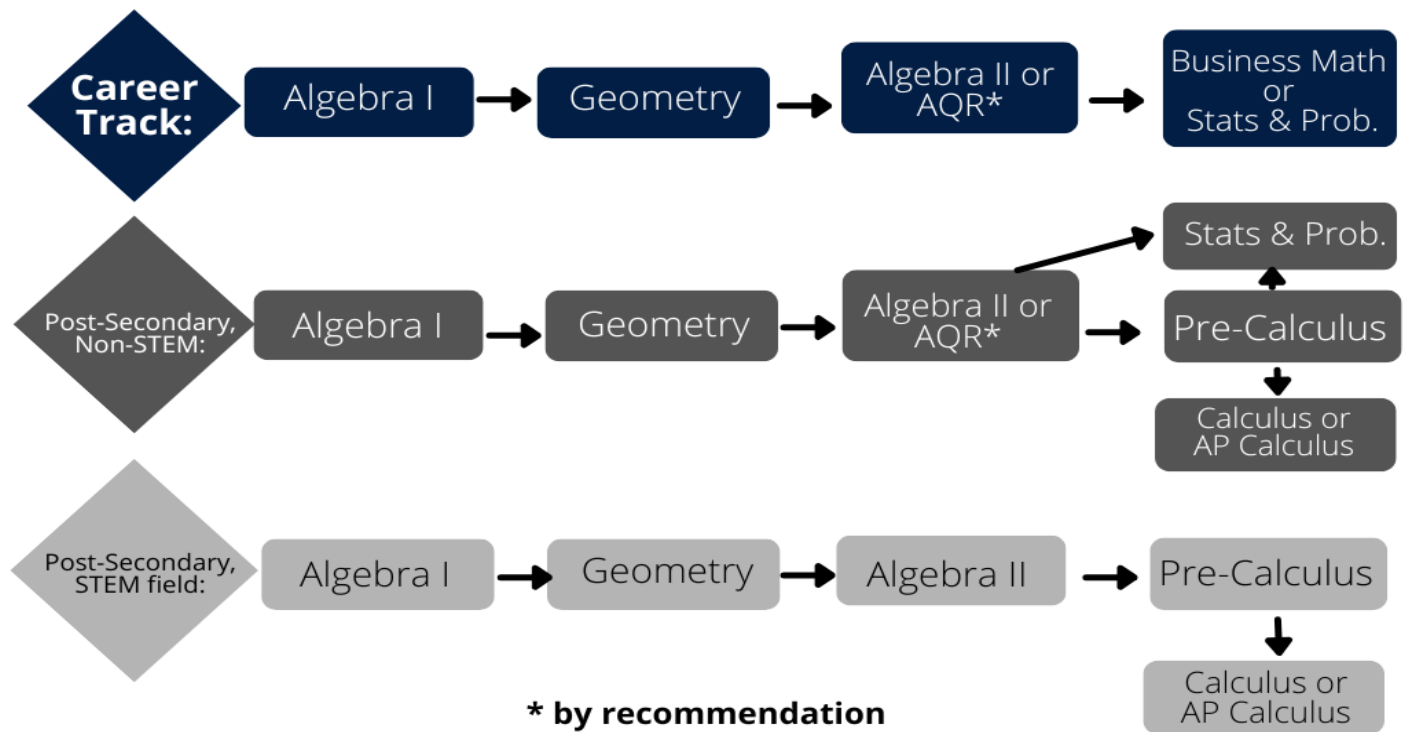 Career
Track:
Algebra I
Geometry
Algebra II or
AQR*
Business Math
or
Stats & Prob.
Post-Secondary,
Non-STEM:
Algebra I
Geometry
Algebra II or
AQR*
Stats & Prob.
Pre-Calculus
Calculus or
AP Calculus
Post-Secondary,
STEM field:
Algebra I
Geometry
Algebra II
Pre-Calculus
Calculus or
AP Calculus
* by recommendation